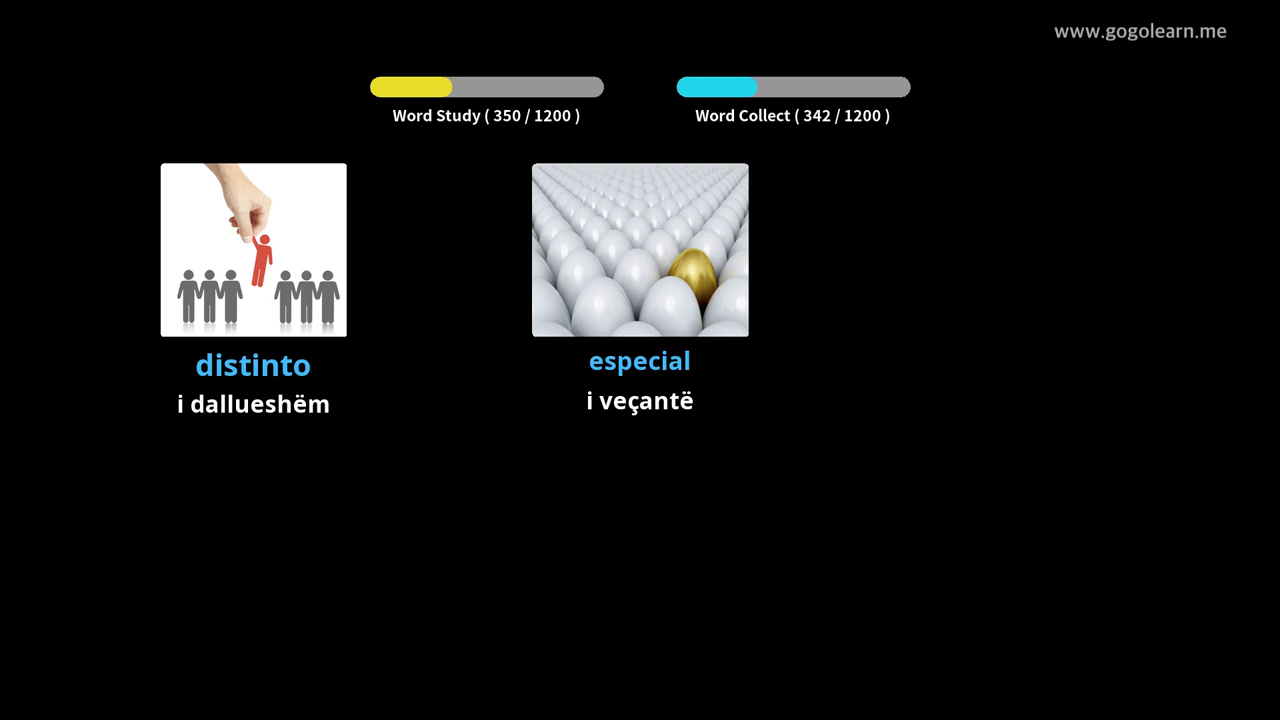 www.gogolearn.me
Word Study ( 350 / 1200 )
Word Collect ( 342 / 1200 )
distinto
i dallueshëm
especial
i veçantë